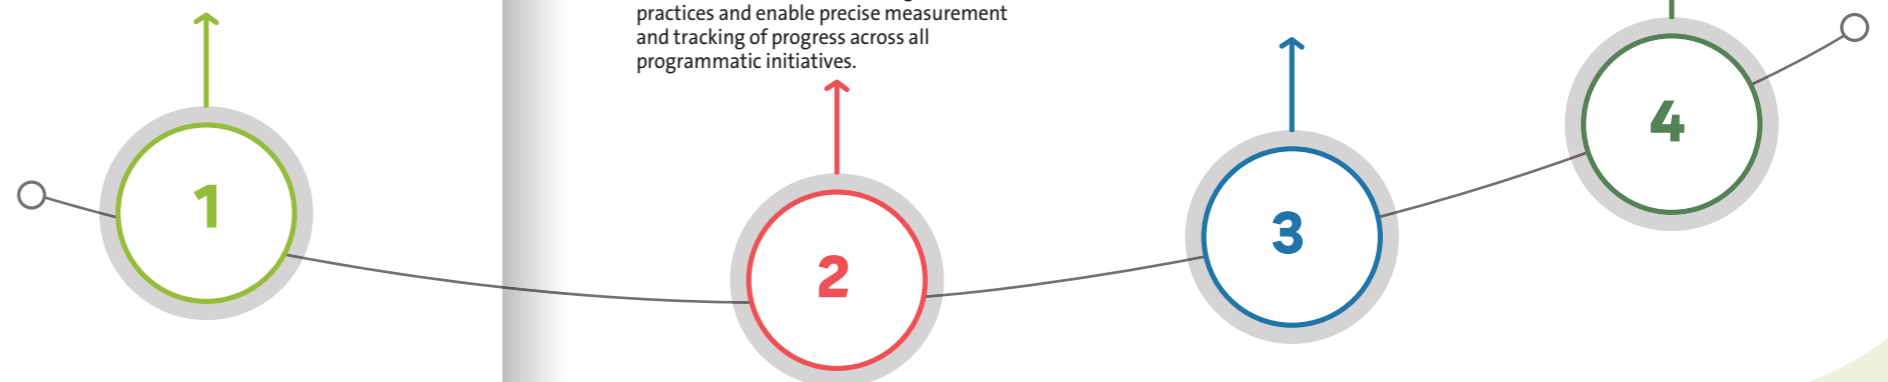 practices and enable precise measurement
and tracking of progress across all
programmatic initiatives.
1
2
3
4